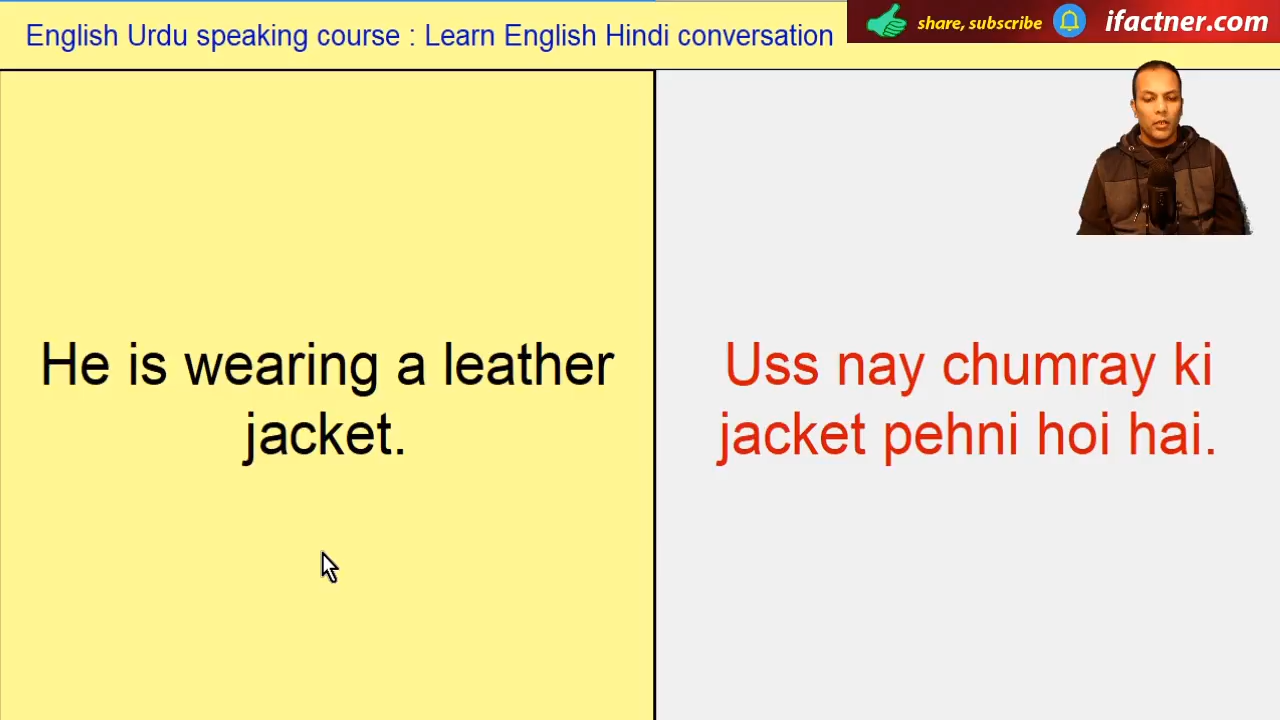 English Urdu speaking course : Learn English Hindi conversation
share, subscribe
ifactner.com
He is wearing a leather
jacket.
Uss nay chumray ki
jacket pehni hoi hai.